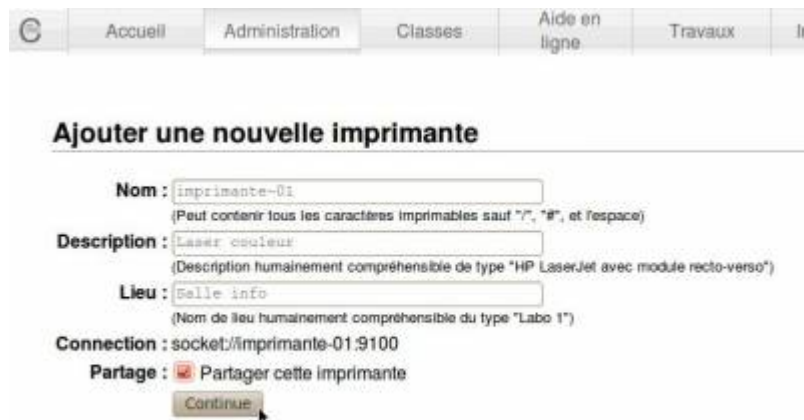 Accueil Administration Classes Aide en ligne Travaux
Ajouter une nouvelle imprimante
Nom : imprimante-01
(Peut contenir tous les caractères imprimables sauf "/", "#", et l'espace)
Description : Laser couleur
(Description humainement compréhensible de type "HP LaserJet avec module recto-verso")
Lieu : Salle info
(Nom de lieu humainement compréhensible du type "Labo 1")
Connection : socket://imprimante-01:9100
Partage : Partager cette imprimante
Continue